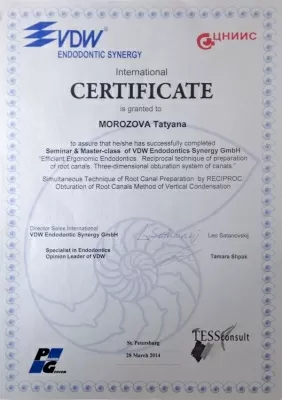 VDW
ENDODONTIC SYNERGY
ЦНИИС
International
CERTIFICATE
is granted to
MOROZOVA Tatyana
to assure that he/she has successfully completed
Seminar & Master-class of VDW Endodontics Synergy GmbH
"Efficient,Ergonomic Endodontics. Reciprocal technique of preparation
of root canals. Three-dimensional obturation system of canals."
Simultaneous Technique of Root Canal Preparation by RECIPROC
Obturation of Root Canals Method of Vertical Condensation
Director Sales International
VDW Endodontic Synergy GmbH
Lev Satanovskij
Specialist in Endodontics
Opinion Leader of VDW
Tamara Shpak
St. Petersburg
28 March 2014
TESSconsult